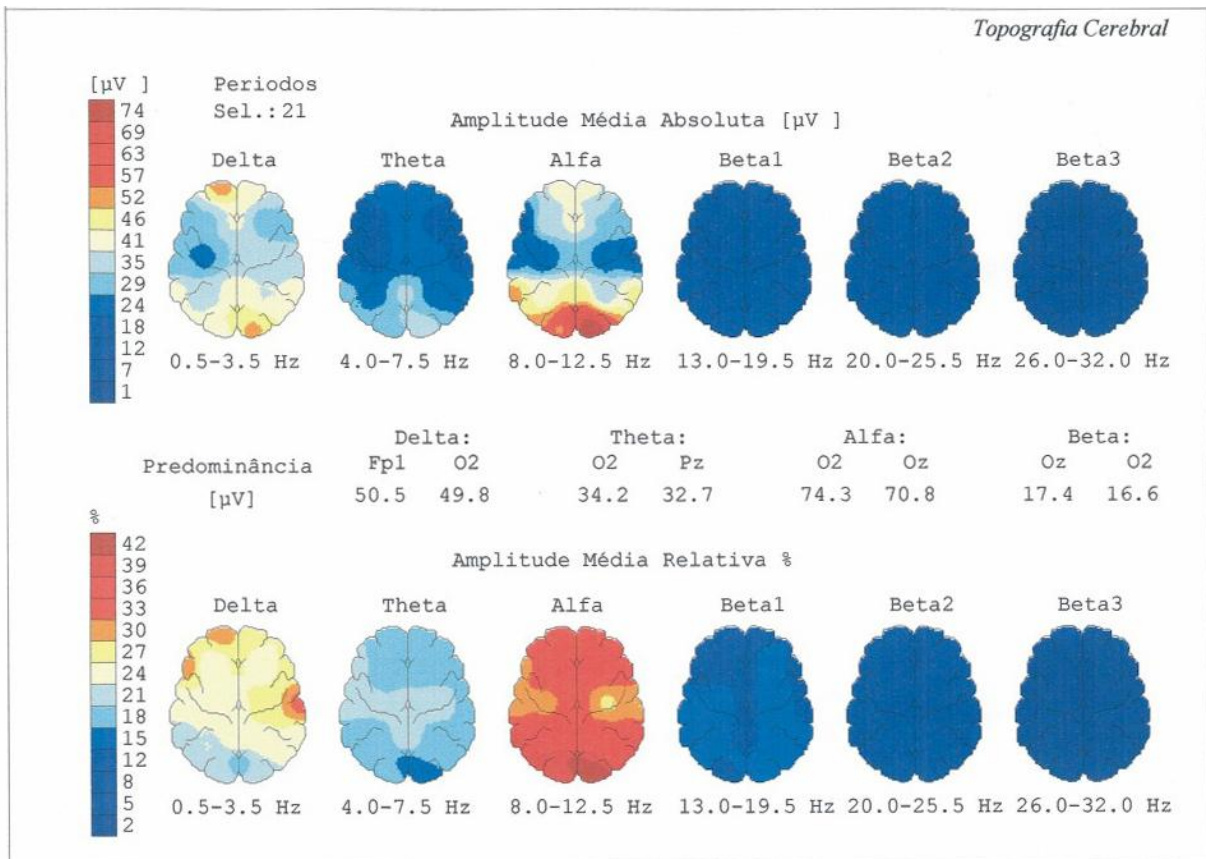 Topografia Cerebral
[µV ] Periodos
Sel.:21
Amplitude Média Absoluta [µV ]
74
69
63
57
52
46
41
35
29
24
18
12
7
1
Delta Theta Alfa Beta1 Beta2 Beta3
0.5-3.5 Hz 4.0-7.5 Hz 8.0-12.5 Hz 13.0-19.5 Hz 20.0-25.5 Hz 26.0-32.0 Hz
Delta: Theta: Alfa: Beta:
Predominância Fp1 O2 O2 Pz O2 Oz Oz O2
[µV] 50.5 49.8 34.2 32.7 74.3 70.8 17.4 16.6
%
42
39
36
33
30
27
24
21
18
15
12
8
5
2
Amplitude Média Relativa %
Delta Theta Alfa Beta1 Beta2 Beta3
0.5-3.5 Hz 4.0-7.5 Hz 8.0-12.5 Hz 13.0-19.5 Hz 20.0-25.5 Hz 26.0-32.0 Hz